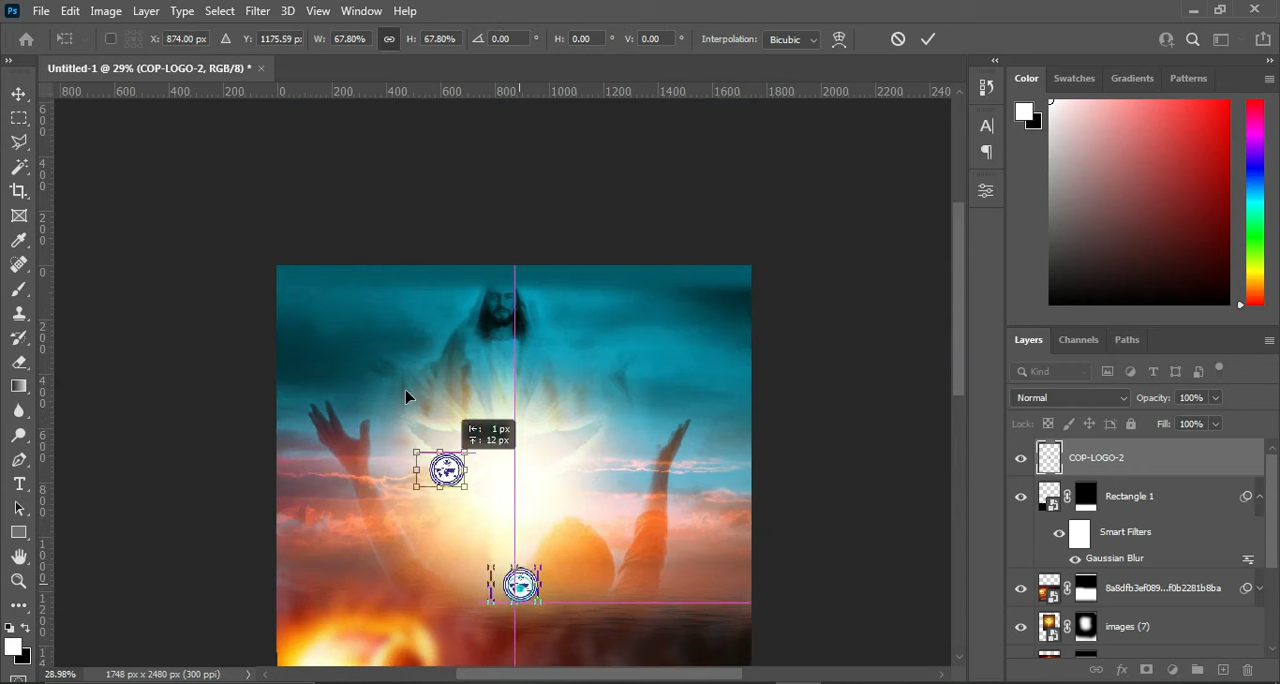 Ps File Edit Image Layer Type Select Filter 3D View Window Help
X: 874.00 px Y: 1175.59 px W: 67.80% H: 67.80% 0.00 ° H: 0.00 ° V: 0.00 ° Interpolation: Bicubic
Untitled-1 @ 29% (COP-LOGO-2, RGB/8) * ×
800 600 400 200 0 200 400 600 800 1000 1200 1400 1600 1800 2000 2200 240
Color Swatches Gradients Patterns
1 px
12 px
Layers Channels Paths
Kind
Normal Opacity: 100%
Lock: Fill: 100%
COP-LOGO-2
Rectangle 1
Smart Filters
Gaussian Blur
8a8dfb3ef089...f0b2281b8ba
images (7)
28.98% 1748 px x 2480 px (300 ppi)